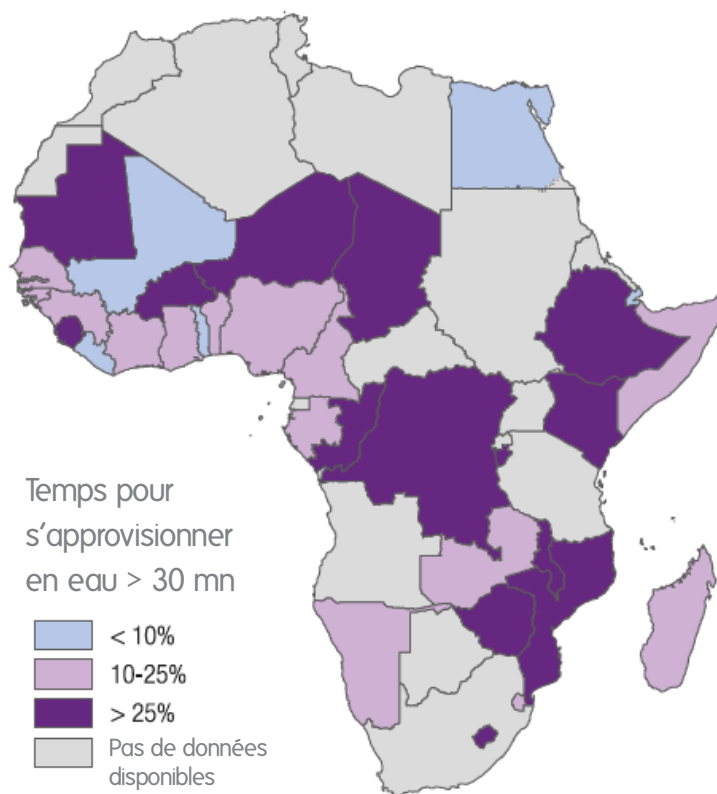 Temps pour
s’approvisionner
en eau > 30 mn
< 10%
10-25%
> 25%
Pas de données
disponibles